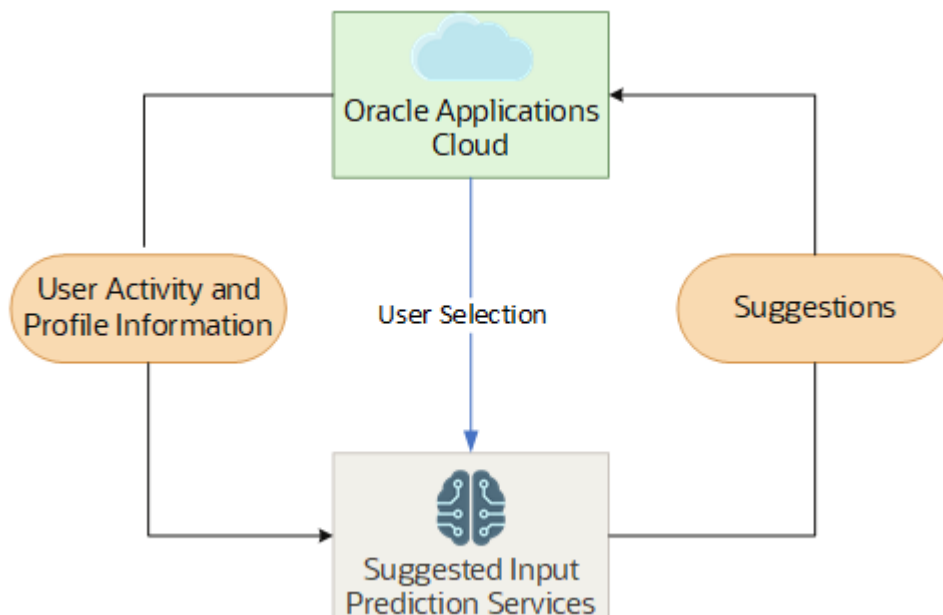 Oracle Applications
Cloud
User Activity and
Profile Information
User Selection
Suggestions
Suggested Input
Prediction Services